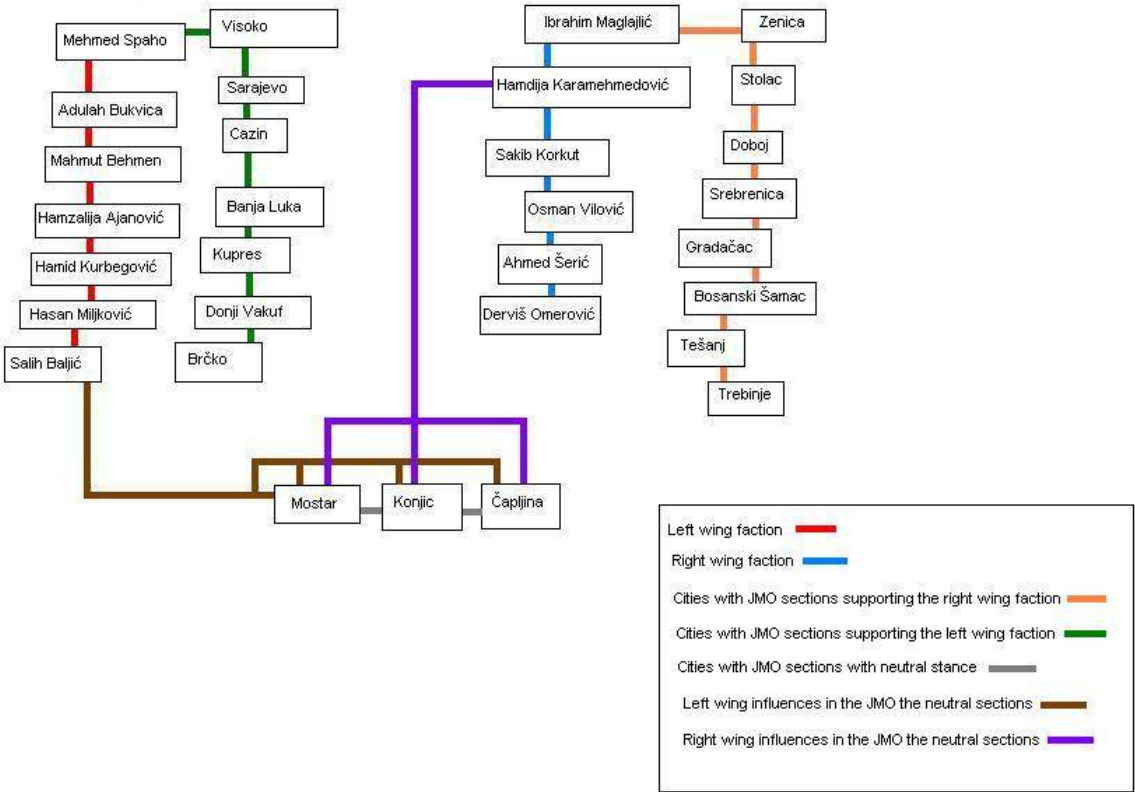 Mehmed Spaho
Visoko
Adulah Bukvica
Sarajevo
Mahmut Behmen
Cazin
Hamzalija Ajanović
Banja Luka
Hamid Kurbegović
Kupres
Hasan Miljković
Donji Vakuf
Salih Baljić
Brčko
Ibrahim Maglajlić
Zenica
Hamdija Karamehmedović
Stolac
Sakib Korkut
Doboj
Osman Vilović
Srebrenica
Ahmed Šerić
Gradačac
Derviš Omerović
Bosanski Šamac
Tešanj
Trebinje
Mostar
Konjic
Čapljina
Left wing faction
Right wing faction
Cities with JMO sections supporting the right wing faction
Cities with JMO sections supporting the left wing faction
Cities with JMO sections with neutral stance
Left wing influences in the JMO the neutral sections
Right wing influences in the JMO the neutral sections